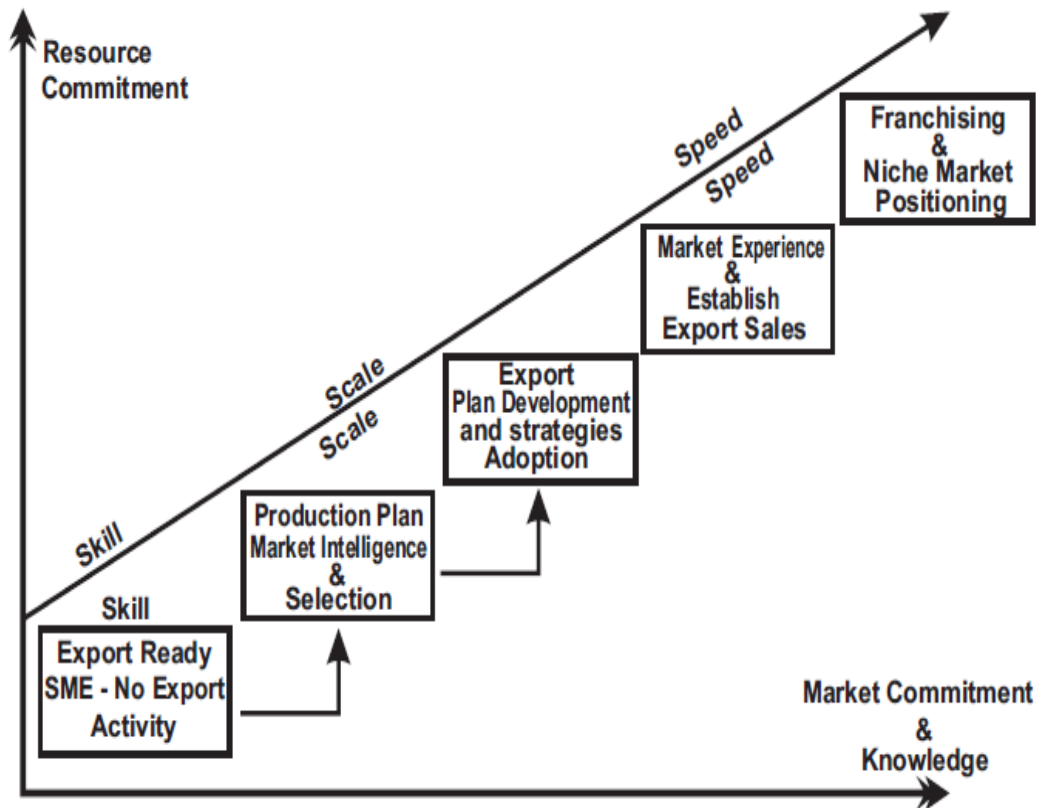 Resource
Commitment
Speed
Speed
Franchising
&
Niche Market
Positioning
Market Experience
&
Establish
Export Sales
Scale
Scale
Export
Plan Development
and strategies
Adoption
Skill
Skill
Production Plan
Market Intelligence
&
Selection
Export Ready
SME - No Export
Activity
Market Commitment
&
Knowledge